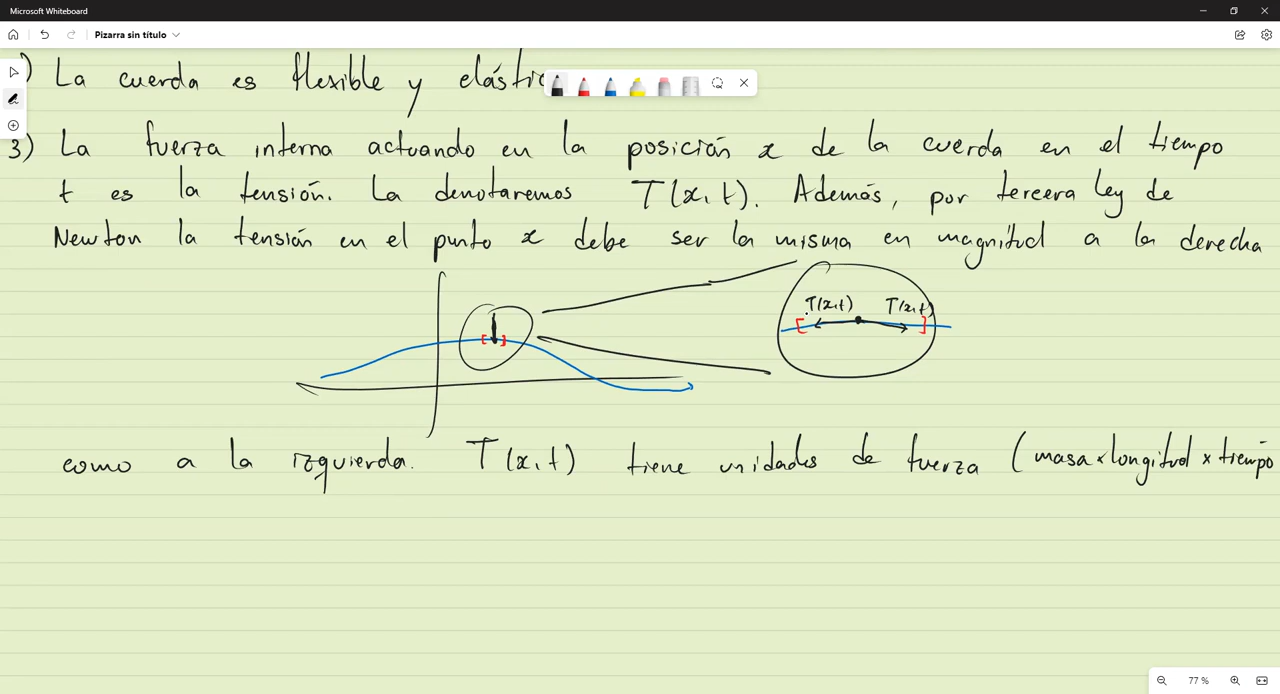 Microsoft Whiteboard
Pizarra sin título
) La cuerda es flexible y elásti
3) La fuerza interna actuando en la posición x de la cuerda en el tiempo
t es la tensión. La denotaremos T(x,t). Además, por tercera ley de
Newton la tensión en el punto x debe ser la misma en magnitud a la derecha
T(x,t) T(x,t)
como a la izquierda. T(x,t) tiene unidades de fuerza (masa×longitud×tiempo
77 %